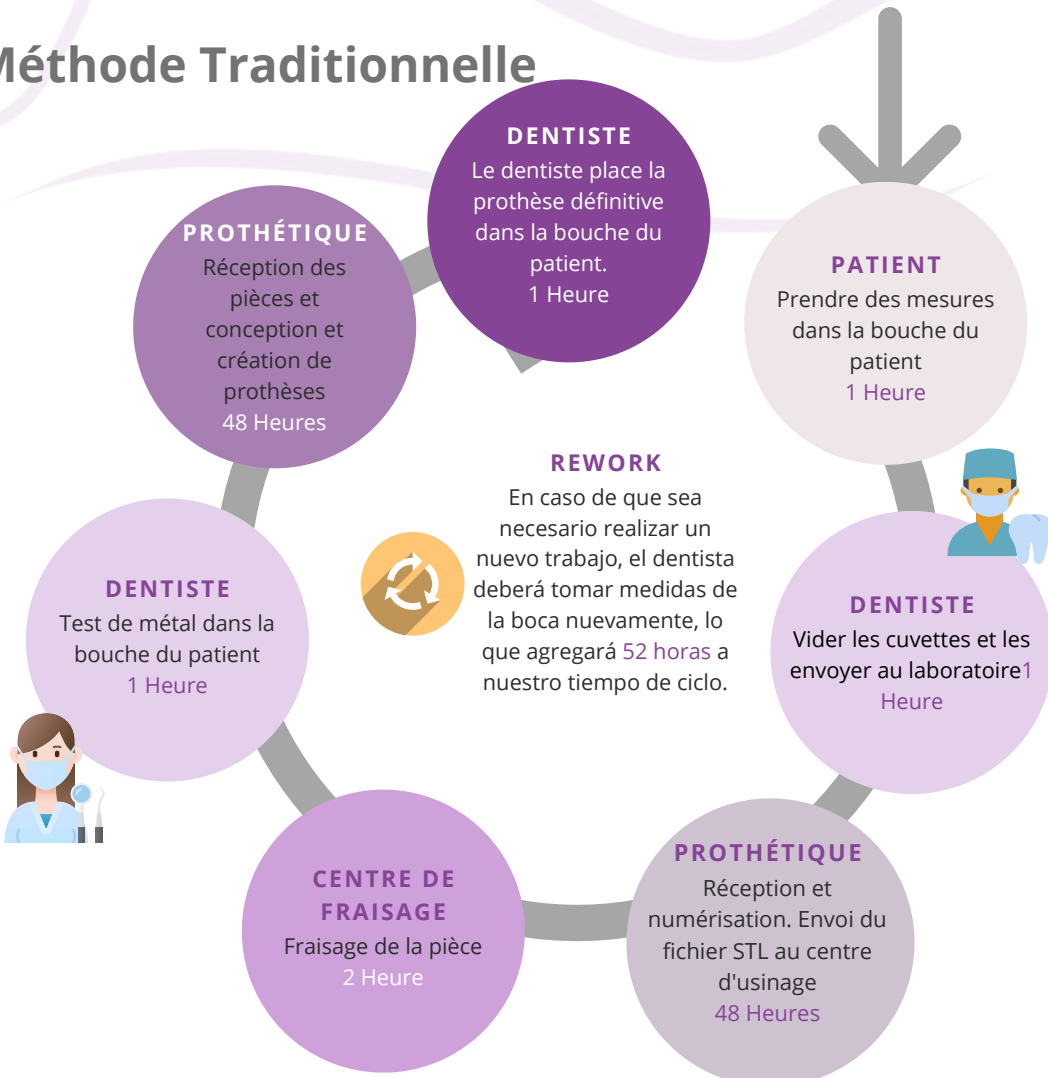 Méthode Traditionnelle
PATIENT
Prendre des mesures
dans la bouche du
patient
1 Heure
DENTISTE
Vider les cuvettes et les
envoyer au laboratoire1
Heure
PROTHÉTIQUE
Réception et
numérisation. Envoi du
fichier STL au centre
d'usinage
48 Heures
CENTRE DE
FRAISAGE
Fraisage de la pièce
2 Heure
DENTISTE
Test de métal dans la
bouche du patient
1 Heure
PROTHÉTIQUE
Réception des
pièces et
conception et
création de
prothèses
48 Heures
DENTISTE
Le dentiste place la
prothèse définitive
dans la bouche du
patient.
1 Heure
REWORK
En caso de que sea
necesario realizar un
nuevo trabajo, el dentista
deberá tomar medidas de
la boca nuevamente, lo
que agregará 52 horas a
nuestro tiempo de ciclo.